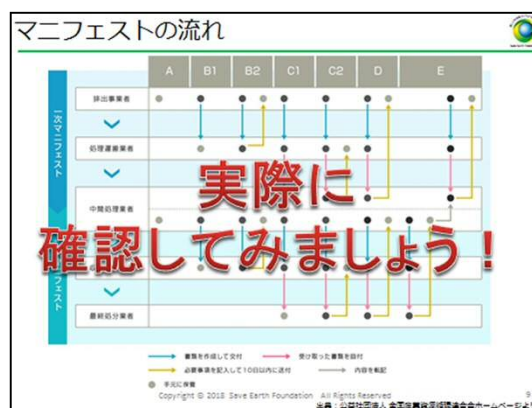 マニフェストの流れ
A B1 B2 C1 C2 D E
一次マニフェスト
排出事業者
処理運搬業者
中間処理業者
実際に
確認してみましょう！
最終処分業者
書類を作成して交付
受け取った書類を回付
必要事項を記入して10日以内に送付
内容を転記
手元に保管
Copyright © 2018 Save Earth Foundation All Rights Reserved